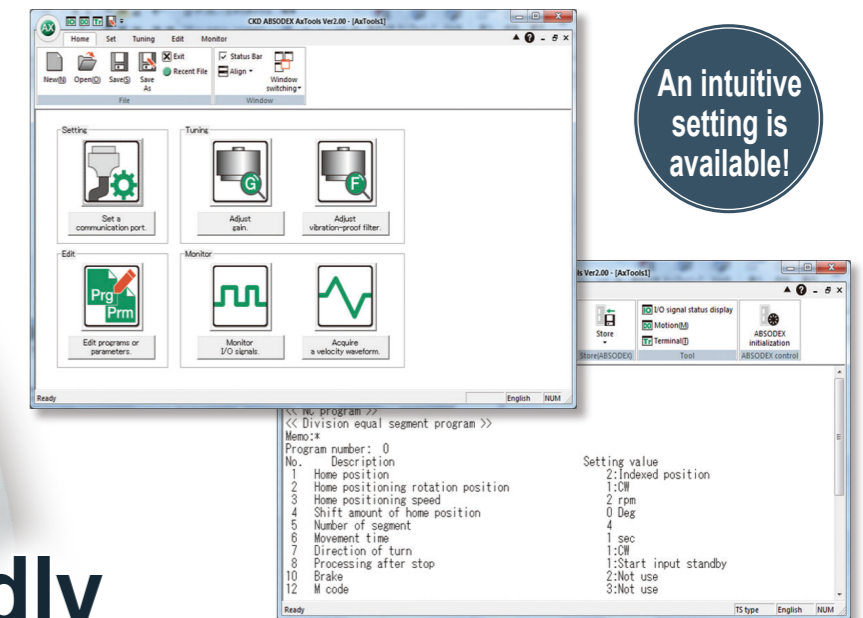 AX IO DO Tr CKD ABSODEX AxTools Ver2.00 - [AxTools1]
Home Set Tuning Edit Monitor
New(N) Open(O) Save(S) Save As Exit Recent File
File
Status Bar Align Window switching
Window
An intuitive
setting is
available!
Setting
Set a
communication port.
Tuning
G
Adjust
gain.
F
Adjust
vibration-proof filter.
Edit
Prg
Prm
Edit programs or
parameters.
Monitor
Monitor
I/O signals.
Acquire
a velocity waveform.
Ready English NUM
ls Ver2.00 - [AxTools1]
Store
Store(ABSODEX)
IO I/O signal status display
DO Motion(M)
Tr Terminal(T)
Tool
ABSODEX
initialization
ABSODEX control
<< NC program >>
<< Division equal segment program >>
Memo:*
Program number: 0
No. Description Setting value
1 Home position 2:Indexed position
2 Home positioning rotation position 1:CW
3 Home positioning speed 2 rpm
4 Shift amount of home position 0 Deg
5 Number of segment 4
6 Movement time 1 sec
7 Direction of turn 1:CW
8 Processing after stop 1:Start input standby
10 Brake 2:Not use
12 M code 3:Not use
Ready TS type English NUM
dly